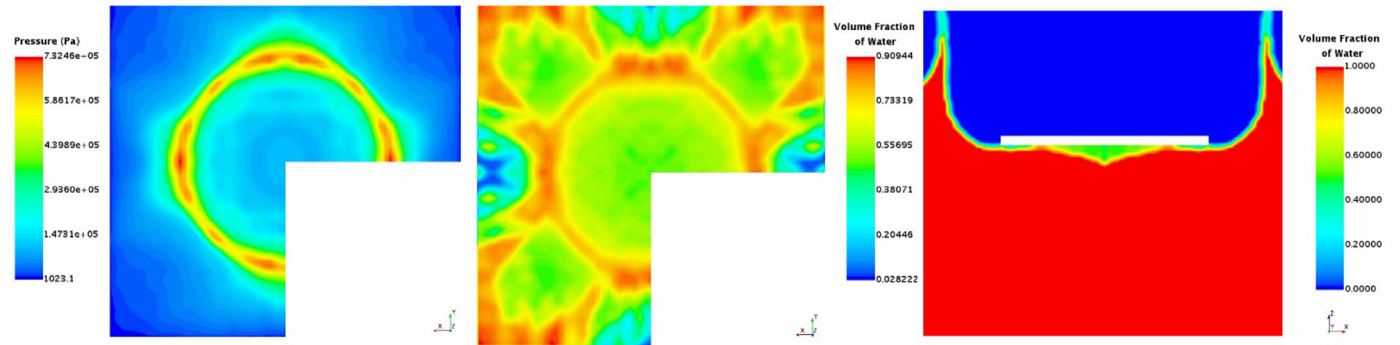 Pressure (Pa)
7.3246e+05
5.8617e+05
4.3989e+05
2.9360e+05
1.4731e+05
1023.1
Y
X
Z
Volume Fraction
of Water
0.90944
0.73319
0.55695
0.38071
0.20446
0.028222
Y
X
Z
Volume Fraction
of Water
1.0000
0.80000
0.60000
0.40000
0.20000
0.0000
Z
Y
X